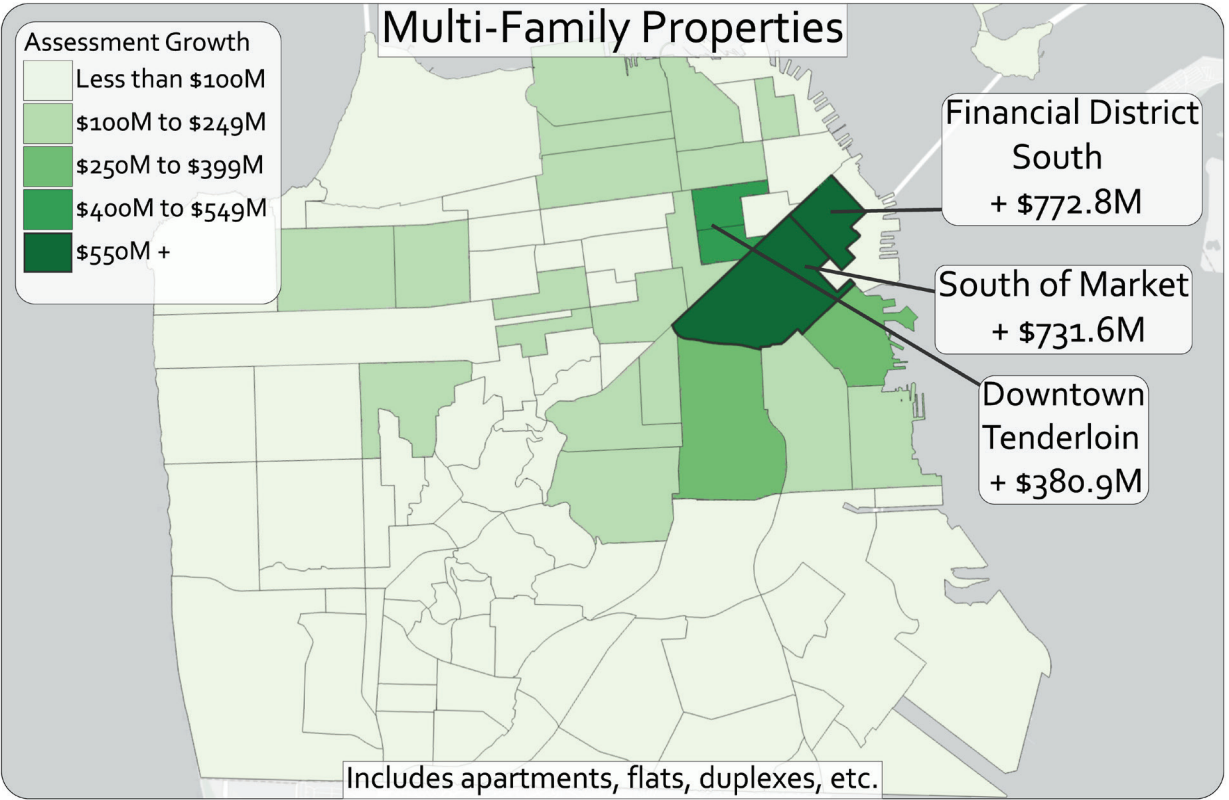 Multi-Family Properties
Assessment Growth
Less than $100M
$100M to $249M
$250M to $399M
$400M to $549M
$550M +
Financial District
South
+ $772.8M
South of Market
+ $731.6M
Downtown
Tenderloin
+ $380.9M
Includes apartments, flats, duplexes, etc.